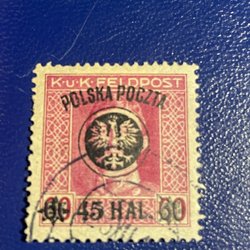 K.u.K. FELDPOST
POLSKA POCZTA
60 45 HAL. 60